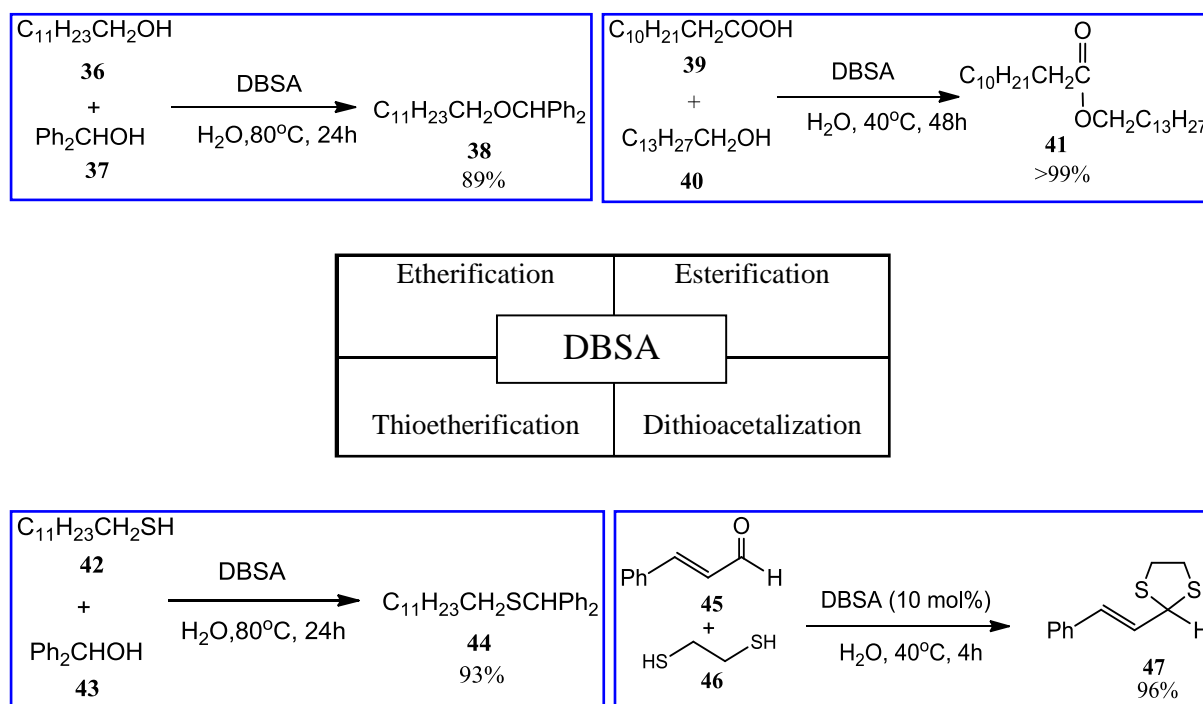 C₁₁H₂₃CH₂OH
36
+
Ph₂CHOH
37
DBSA
H₂O,80°C, 24h
C₁₁H₂₃CH₂OCHPh₂
38
89%
C₁₀H₂₁CH₂COOH
39
+
C₁₃H₂₇CH₂OH
40
DBSA
H₂O, 40°C, 48h
O
C₁₀H₂₁CH₂C
OCH₂C₁₃H₂₇
41
>99%
Etherification
Esterification
DBSA
Thioetherification
Dithioacetalization
C₁₁H₂₃CH₂SH
42
+
Ph₂CHOH
43
DBSA
H₂O,80°C, 24h
C₁₁H₂₃CH₂SCHPh₂
44
93%
O
Ph
H
45
+
HS
SH
46
DBSA (10 mol%)
H₂O, 40°C, 4h
S
S
Ph
H
47
96%